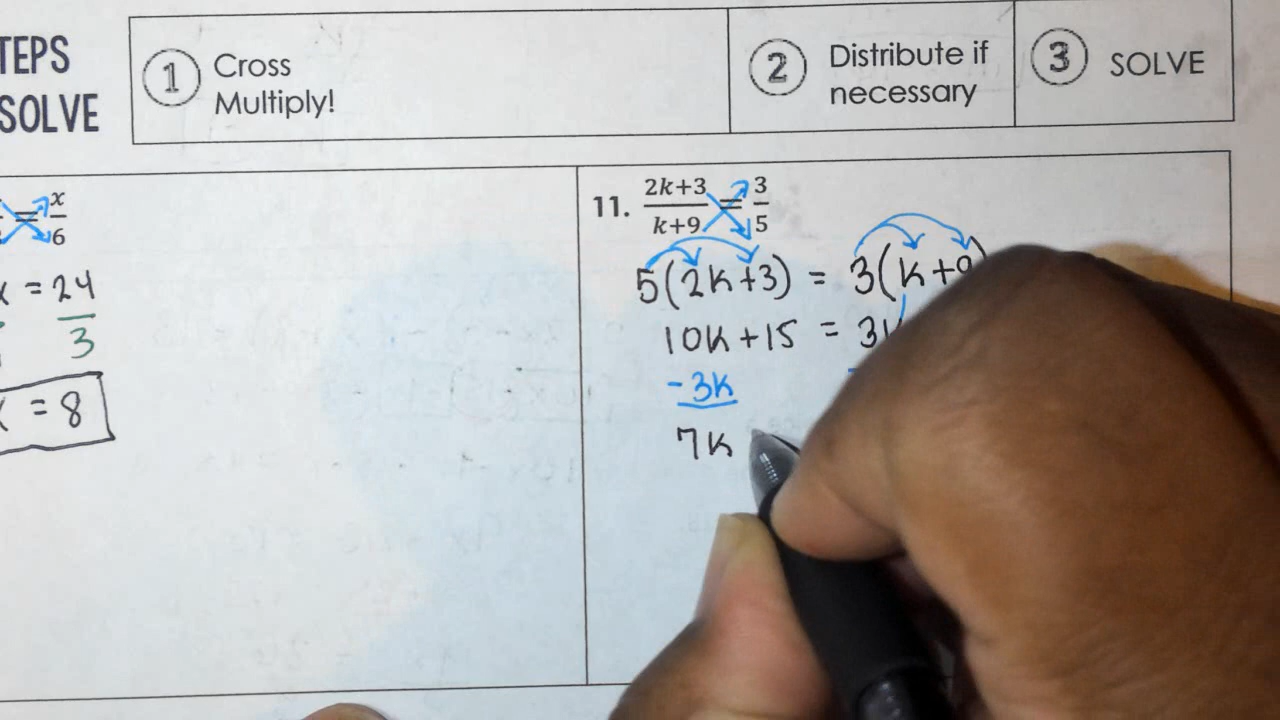 TEPS
SOLVE
1 Cross
Multiply!
2 Distribute if
necessary
3 SOLVE
x
= —
6
= 24
3
= 8
11. 2k+3 = 3
k+9 5
5(2k+3) = 3(k+9)
10k+15 = 3k
-3k
7k